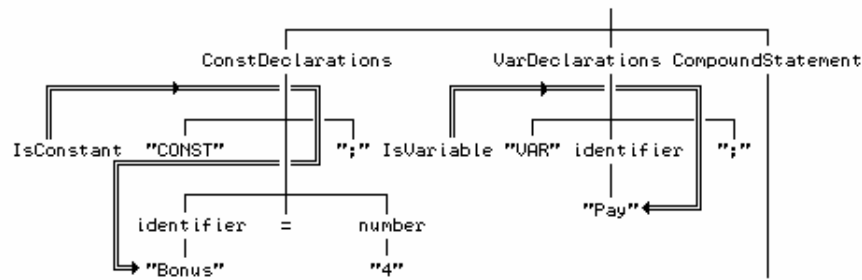 ConstDeclarations VarDeclarations CompoundStatement
IsConstant "CONST" ";" IsVariable "VAR" identifier ";"
"Pay"
identifier = number
"Bonus" "4"